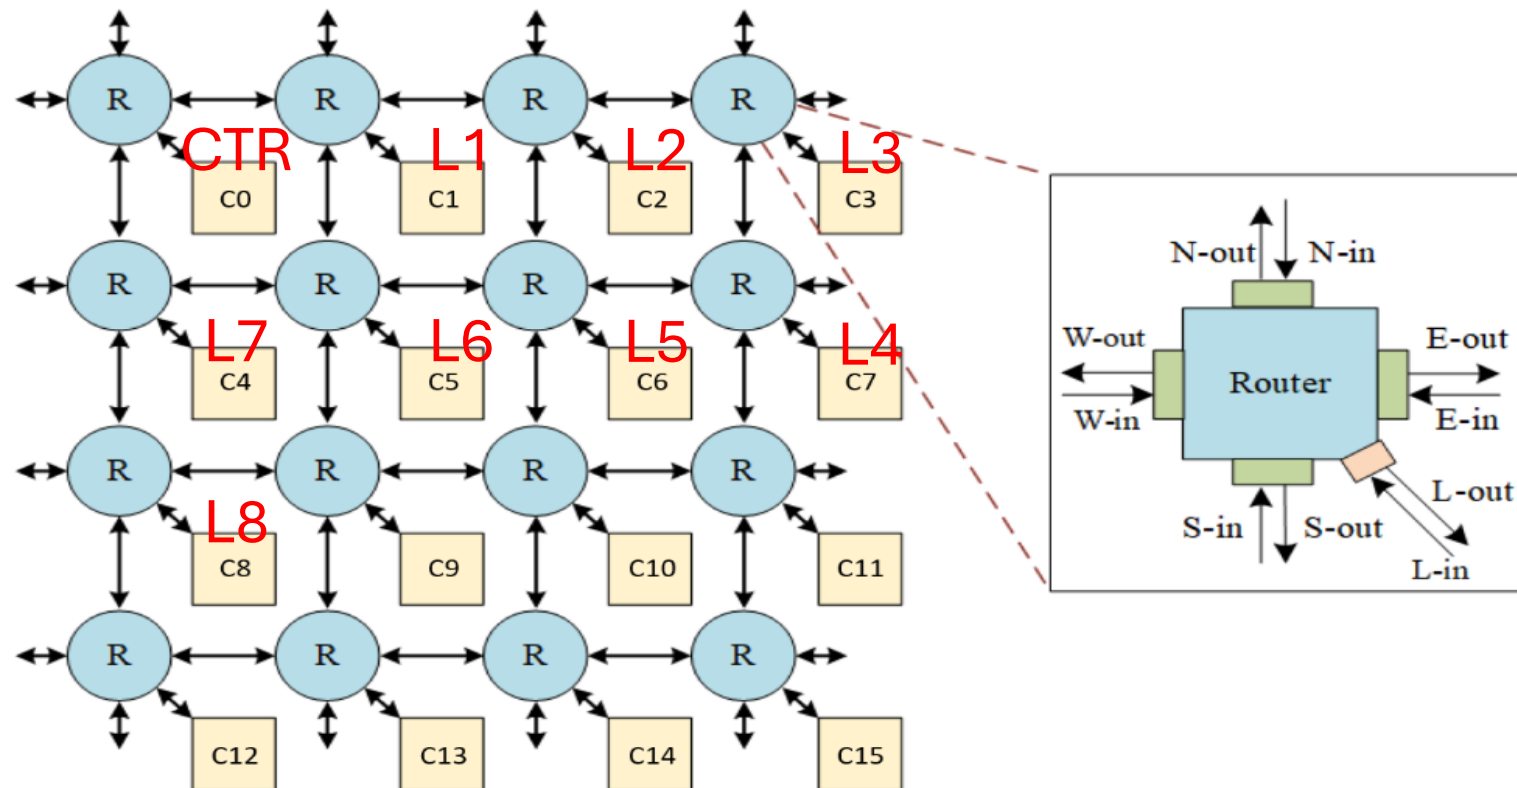 R R R R
CTR L1 L2 L3
C0 C1 C2 C3
R R R R
L7 L6 L5 L4
C4 C5 C6 C7
R R R R
L8
C8 C9 C10 C11
R R R R
C12 C13 C14 C15
N-out N-in
W-out E-out
Router
W-in E-in
L-out
S-in S-out
L-in